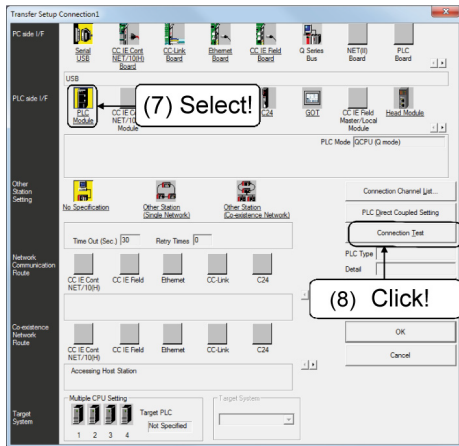 Transfer Setup Connection1
PC side I/F
Serial USB
CC IE Cont NET/10(H) Board
CC-Link Board
Ethernet Board
CC IE Field Board
Q Series Bus
NET(II) Board
PLC Board
USB
PLC side I/F
PLC Module
CC IE C
NET/10
Module
(7) Select!
C24
GOT
CC IE Field Master/Local Module
Head Module
PLC Mode QCPU (Q mode)
Other Station Setting
No Specification
Other Station (Single Network)
Other Station (Co-existence Network)
Connection Channel List...
PLC Direct Coupled Setting
Time Out (Sec.) 30 Retry Times 0
Connection Test
Network Communication Route
CC IE Cont NET/10(H)
CC IE Field
Ethernet
CC-Link
C24
PLC Type
Detail
(8) Click!
Co-existence Network Route
CC IE Cont NET/10(H)
CC IE Field
Ethernet
CC-Link
C24
OK
Cancel
Accessing Host Station
Target System
Multiple CPU Setting
1 2 3 4
Target PLC
Not Specified
Target System